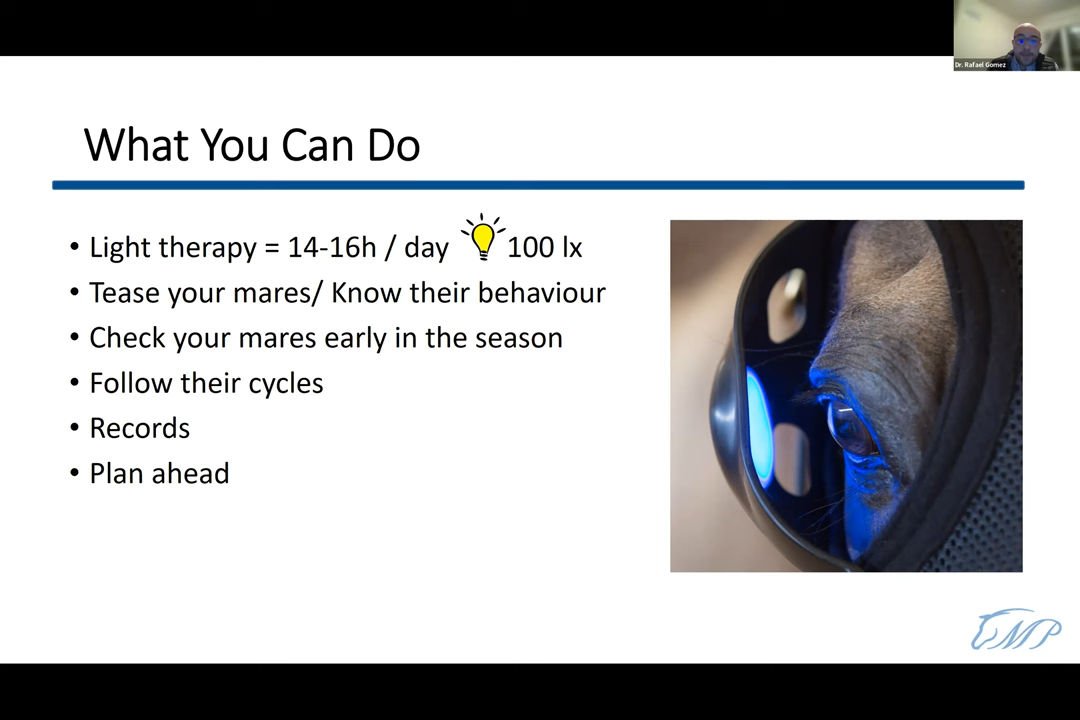 Dr. Rafael Gomez
What You Can Do
• Light therapy = 14-16h / day 100 lx
• Tease your mares/ Know their behaviour
• Check your mares early in the season
• Follow their cycles
• Records
• Plan ahead
MP